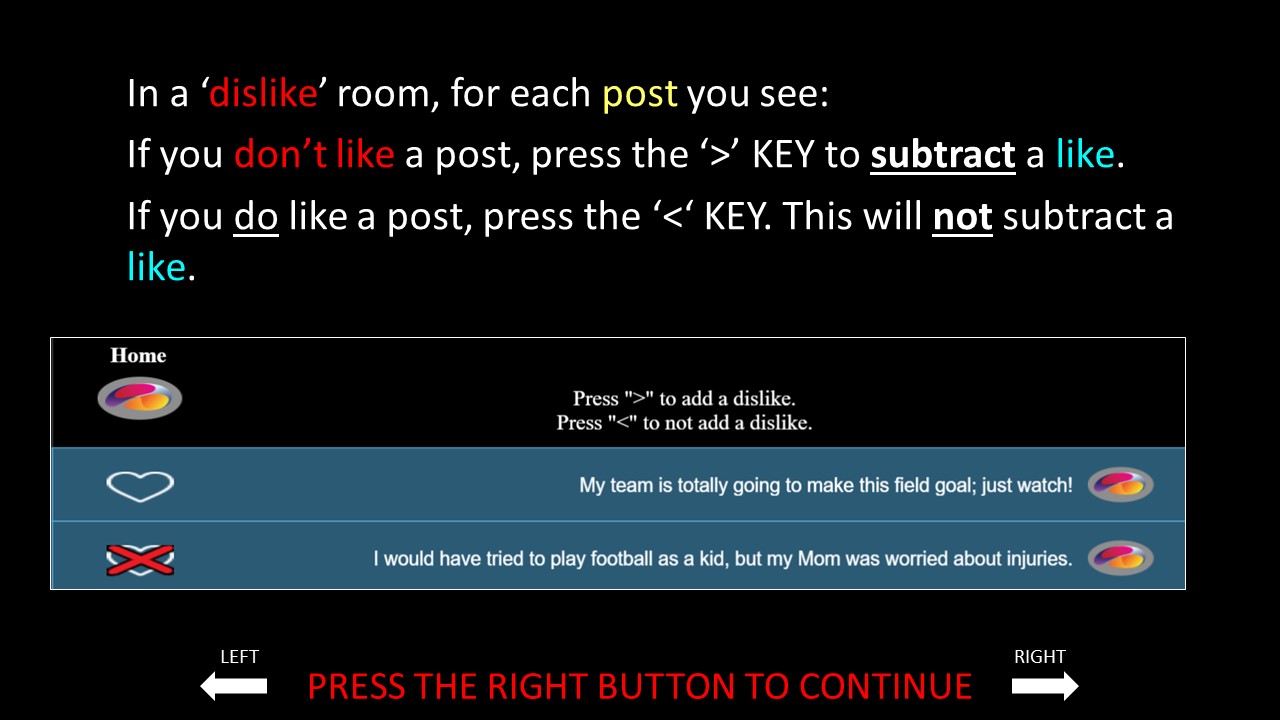 In a ‘dislike’ room, for each post you see:
If you don’t like a post, press the ‘>’ KEY to subtract a like.
If you do like a post, press the ‘<‘ KEY. This will not subtract a
like.
Home
Press ">" to add a dislike.
Press "<" to not add a dislike.
My team is totally going to make this field goal; just watch!
I would have tried to play football as a kid, but my Mom was worried about injuries.
LEFT
RIGHT
PRESS THE RIGHT BUTTON TO CONTINUE